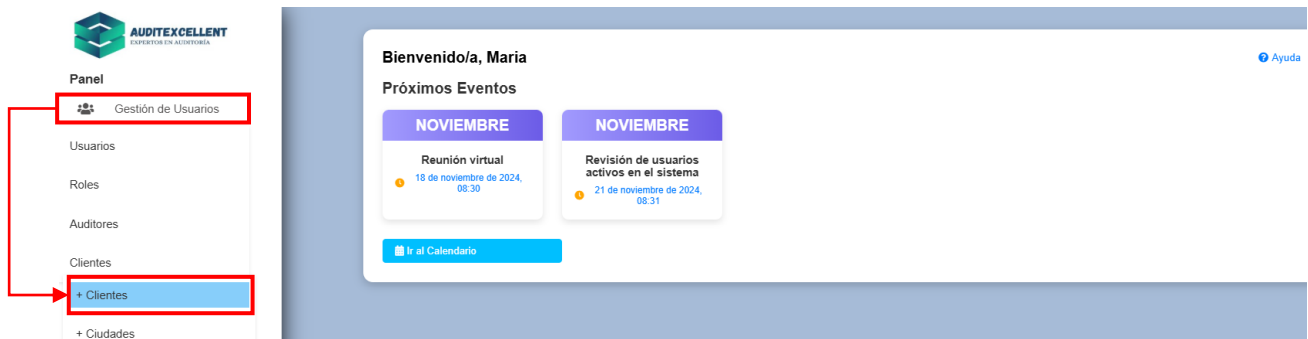 AUDITEXCELLENT
EXPERTOS EN AUDITORÍA
Panel
Gestión de Usuarios
Usuarios
Roles
Auditores
Clientes
+ Clientes
+ Ciudades
Bienvenido/a, Maria
Ayuda
Próximos Eventos
NOVIEMBRE
Reunión virtual
18 de noviembre de 2024,
08:30
NOVIEMBRE
Revisión de usuarios
activos en el sistema
21 de noviembre de 2024,
08:31
Ir al Calendario